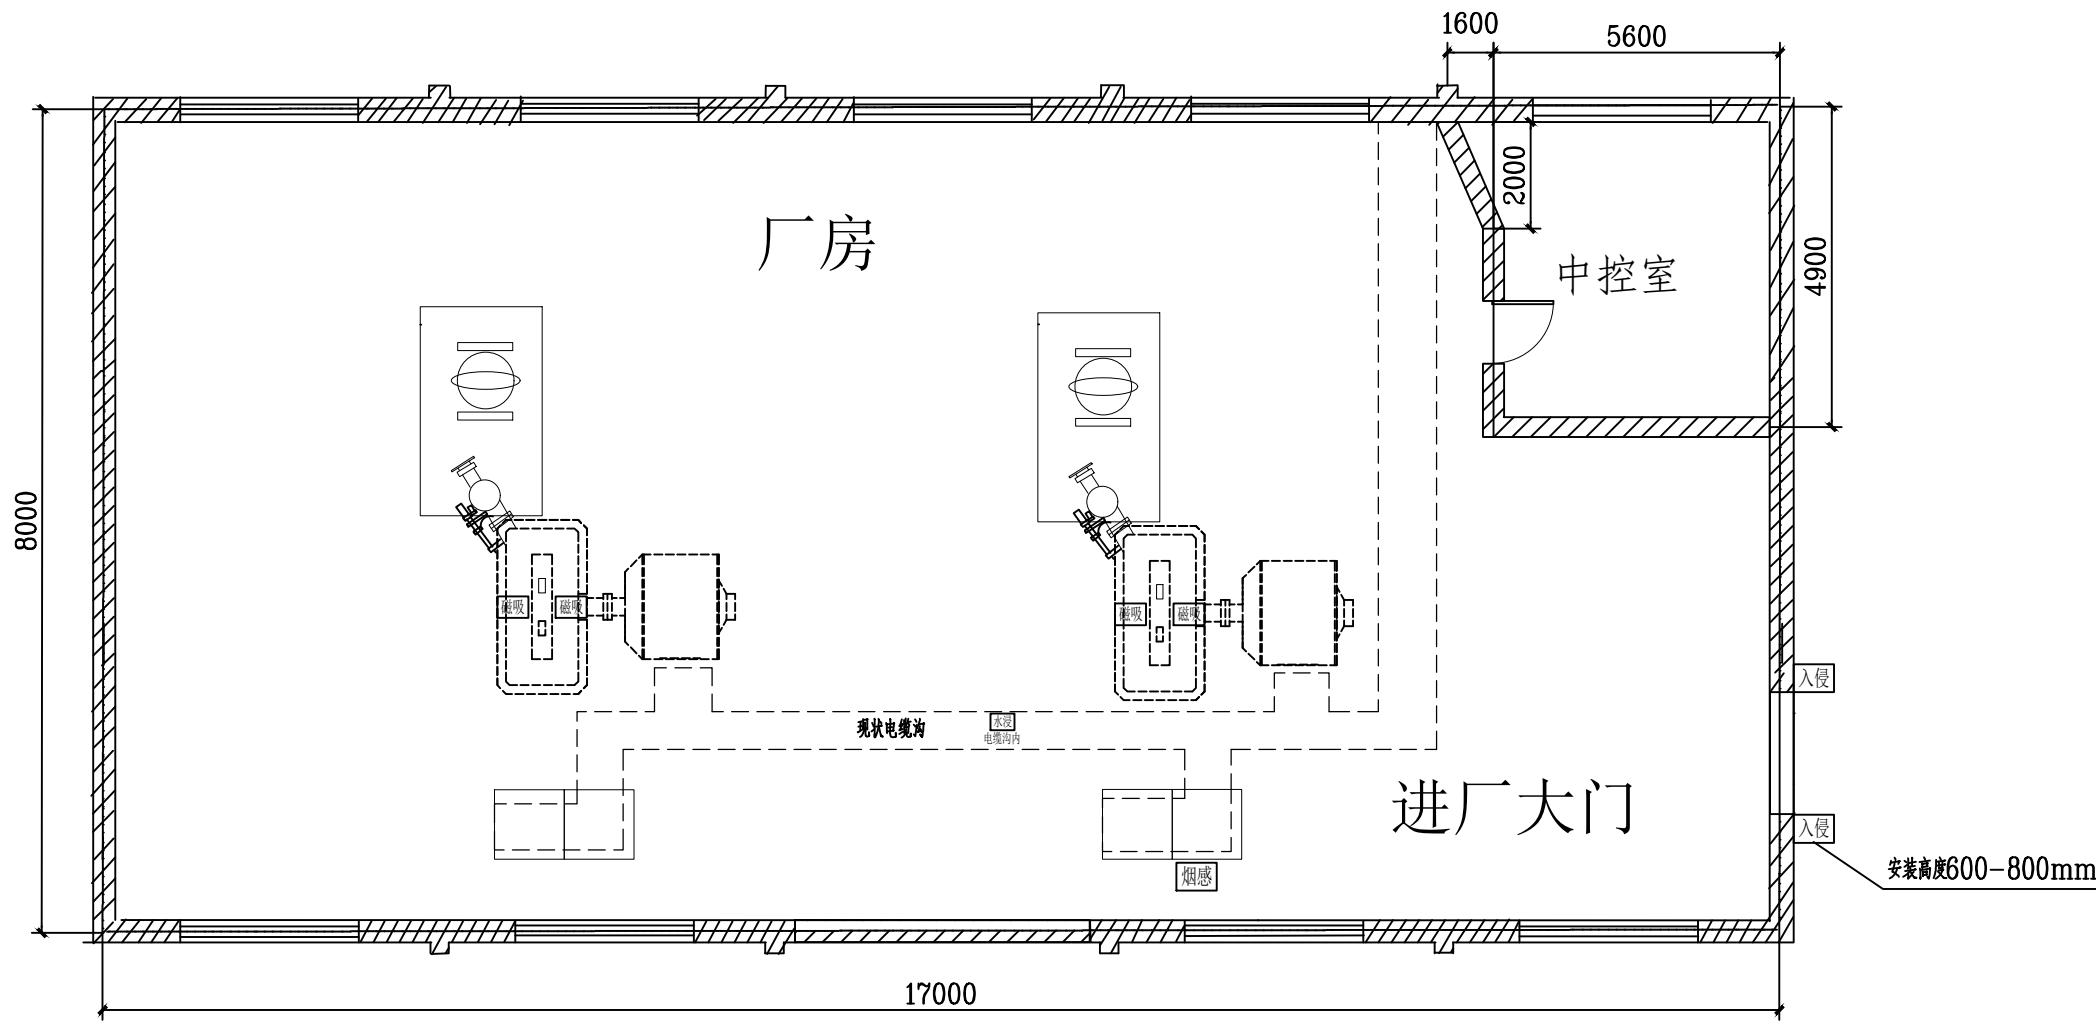 1600
5600
厂房
2000
中控室
4900
8000
磁吸
磁吸
磁吸
磁吸
入侵
现状电缆沟
水浸
电缆沟内
进厂大门
入侵
安装高度600-800mm
烟感
17000